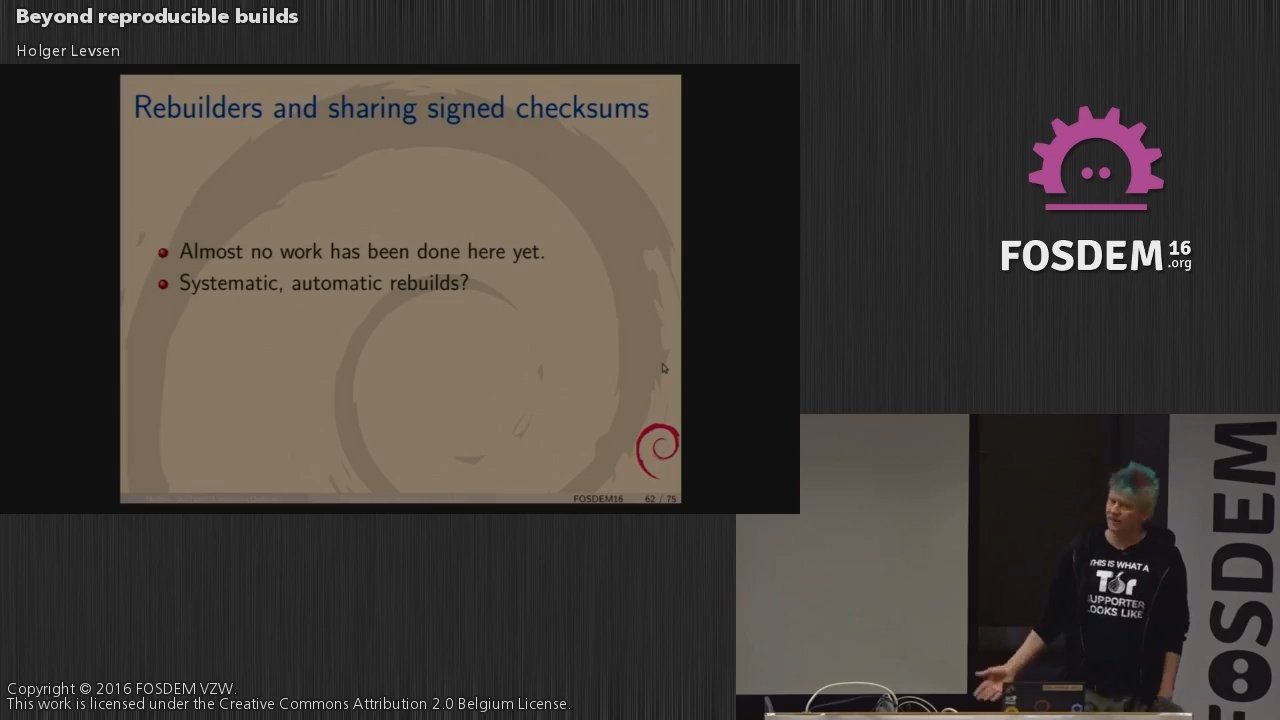 Beyond reproducible builds
Holger Levsen
Rebuilders and sharing signed checksums
Almost no work has been done here yet.
Systematic, automatic rebuilds?
FOSDEM16 62 / 75
FOSDEM 16
.org
THIS IS WHAT A
Tor
SUPPORTER
LOOKS LIKE
FOSDEM
Copyright © 2016 FOSDEM VZW.
This work is licensed under the Creative Commons Attribution 2.0 Belgium License.